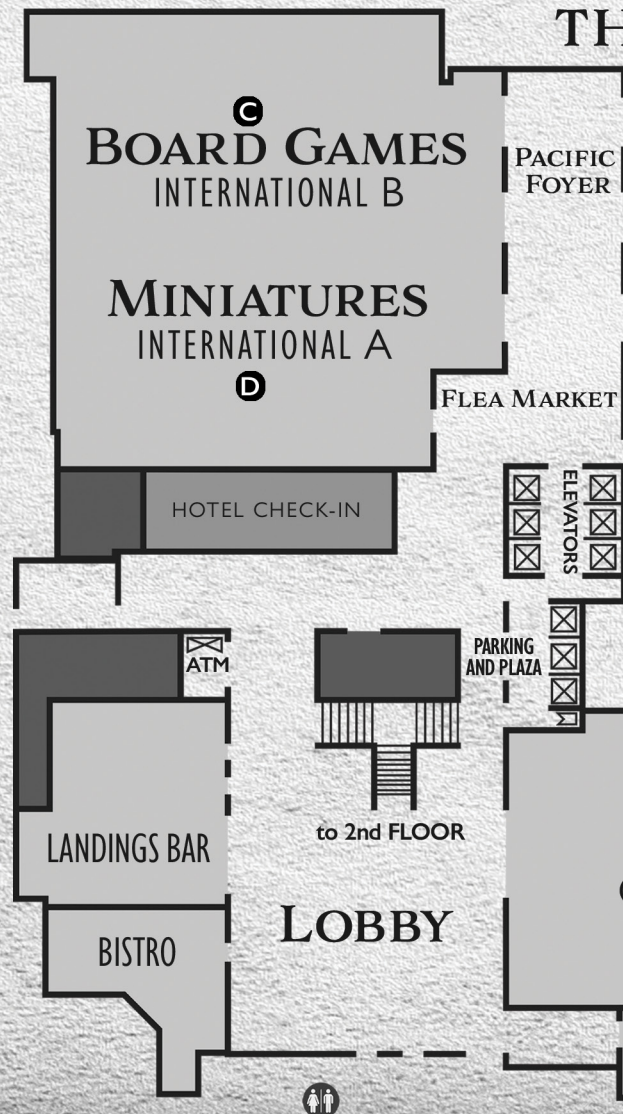 TH
C
BOARD GAMES
INTERNATIONAL B
PACIFIC
FOYER
MINIATURES
INTERNATIONAL A
D
FLEA MARKET
HOTEL CHECK-IN
ELEVATORS
ATM
PARKING
AND PLAZA
to 2nd FLOOR
LANDINGS BAR
LOBBY
BISTRO